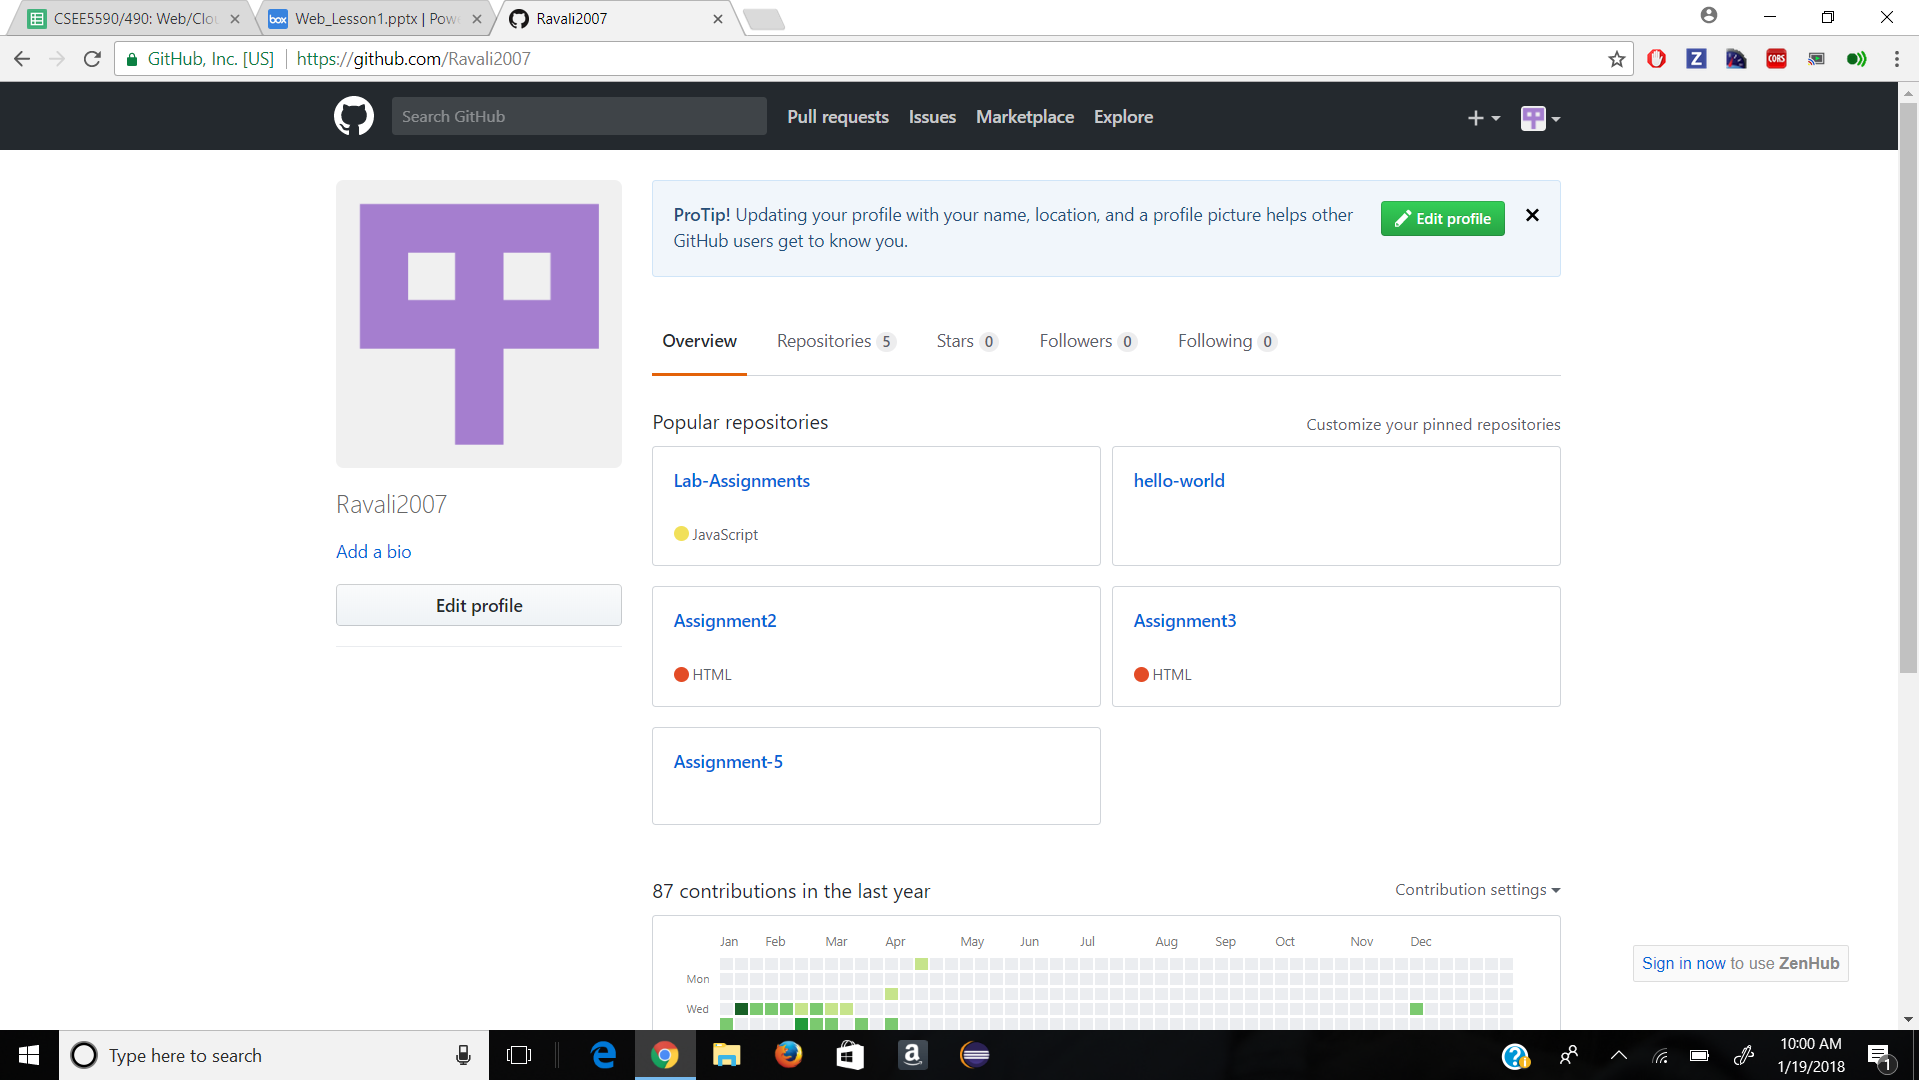 CSEE5590/490: Web/Clou
Web_Lesson1.pptx | Pow
Ravali2007
GitHub, Inc. [US]
https://github.com/Ravali2007
Z
CORS
Search GitHub
Pull requests
Issues
Marketplace
Explore
ProTip! Updating your profile with your name, location, and a profile picture helps other
GitHub users get to know you.
Edit profile
Overview
Repositories 5
Stars 0
Followers 0
Following 0
Popular repositories
Customize your pinned repositories
Lab-Assignments
JavaScript
hello-world
Ravali2007
Add a bio
Edit profile
Assignment2
HTML
Assignment3
HTML
Assignment-5
87 contributions in the last year
Contribution settings
Jan Feb Mar Apr May Jun Jul Aug Sep Oct Nov Dec
Mon
Wed
Sign in now to use ZenHub
Type here to search
10:00 AM
1/19/2018
1